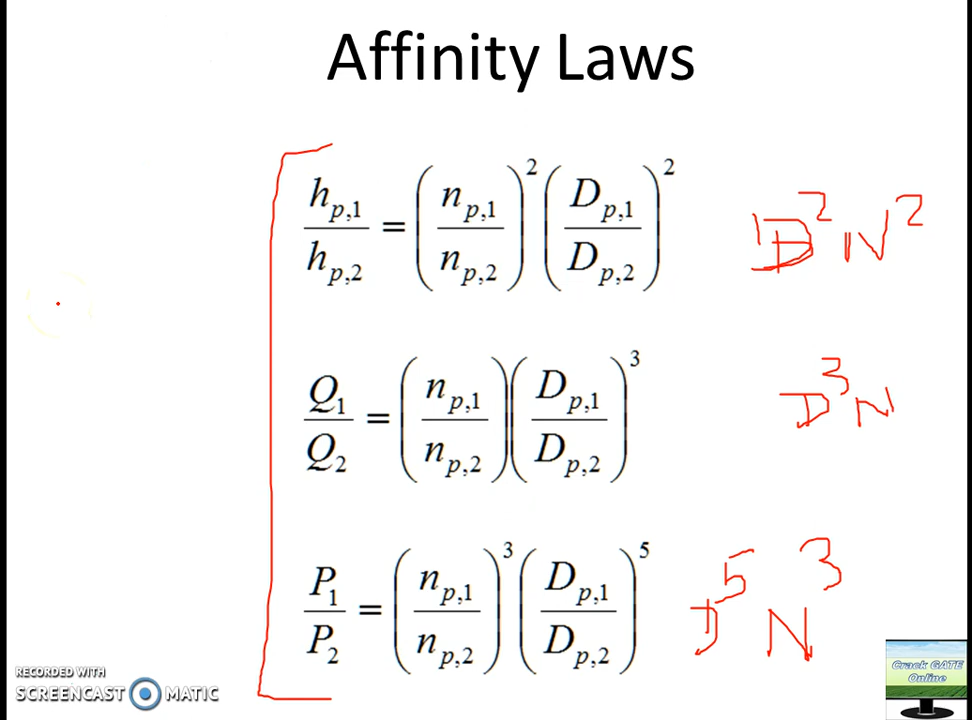 Affinity Laws
h_{p,1} / h_{p,2} = (n_{p,1} / n_{p,2})^2 (D_{p,1} / D_{p,2})^2 D^2 N^2
Q_1 / Q_2 = (n_{p,1} / n_{p,2}) (D_{p,1} / D_{p,2})^3 D^3 N
P_1 / P_2 = (n_{p,1} / n_{p,2})^3 (D_{p,1} / D_{p,2})^5 D^5 N^3
RECORDED WITH
SCREENCAST O MATIC
Crack GATE
Online